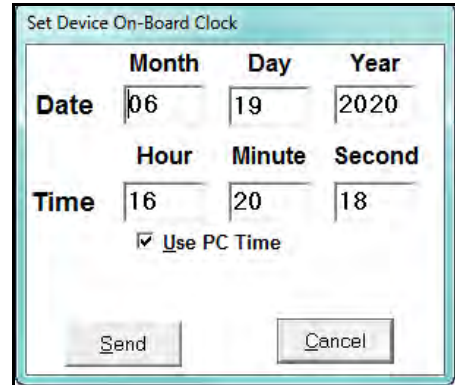 Set Device On-Board Clock
Month Day Year
Date 06 19 2020
Hour Minute Second
Time 16 20 18
Use PC Time
Send Cancel